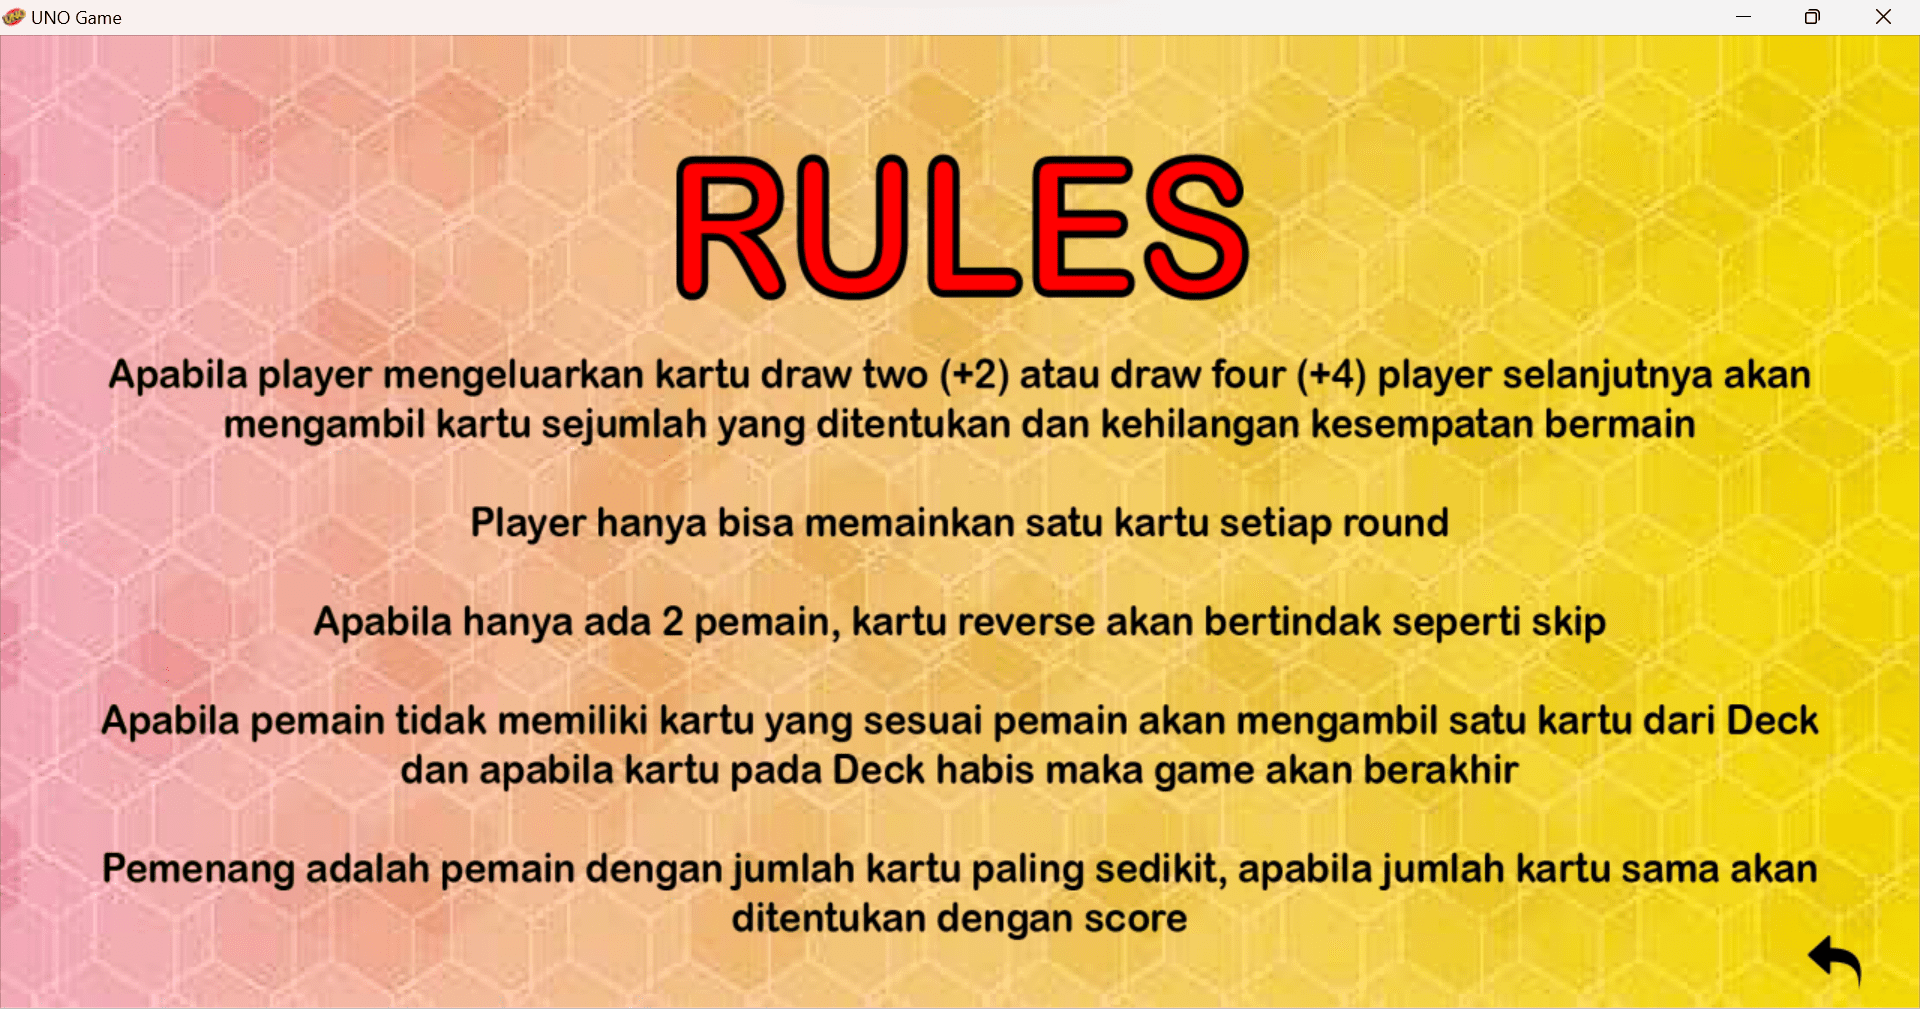 UNO Game
RULES
Apabila player mengeluarkan kartu draw two (+2) atau draw four (+4) player selanjutnya akan
mengambil kartu sejumlah yang ditentukan dan kehilangan kesempatan bermain
Player hanya bisa memainkan satu kartu setiap round
Apabila hanya ada 2 pemain, kartu reverse akan bertindak seperti skip
Apabila pemain tidak memiliki kartu yang sesuai pemain akan mengambil satu kartu dari Deck
dan apabila kartu pada Deck habis maka game akan berakhir
Pemenang adalah pemain dengan jumlah kartu paling sedikit, apabila jumlah kartu sama akan
ditentukan dengan score